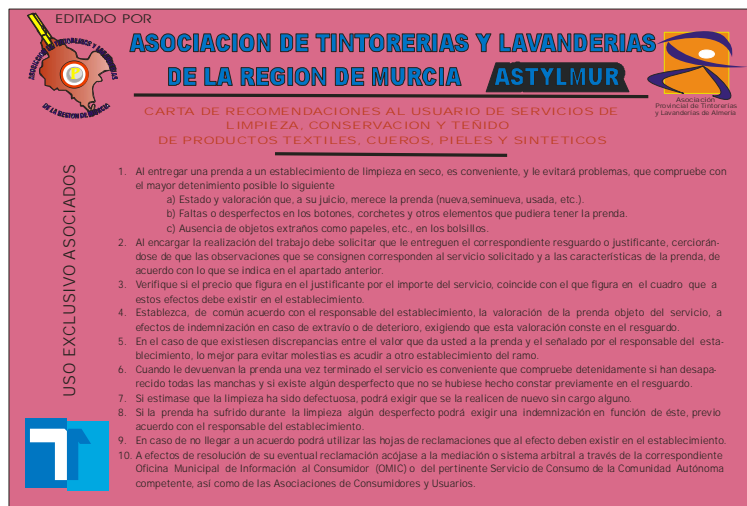 EDITADO POR
ASOCIACION DE TINTORERIAS Y LAVANDERIAS
DE LA REGION DE MURCIA ASTYLMUR
ASOCIACION DE TINTORERIAS Y LAVANDERIAS
DE LA REGION DE MURCIA
Asociación
Provincial de Tintorerias
y Lavanderias de Almeria
CARTA DE RECOMENDACIONES AL USUARIO DE SERVICIOS DE
LIMPIEZA, CONSERVACION Y TEÑIDO
DE PRODUCTOS TEXTILES, CUEROS, PIELES Y SINTETICOS
USO EXCLUSIVO ASOCIADOS
1. Al entregar una prenda a un establecimiento de limpieza en seco, es conveniente, y le evitará problemas, que compruebe con
el mayor detenimiento posible lo siguiente
a) Estado y valoración que, a su juicio, merece la prenda (nueva,seminueva, usada, etc.).
b) Faltas o desperfectos en los botones, corchetes y otros elementos que pudiera tener la prenda.
c) Ausencia de objetos extraños como papeles, etc., en los bolsillos.
2. Al encargar la realización del trabajo debe solicitar que le entreguen el correspondiente resguardo o justificante, cerciorán-
dose de que las observaciones que se consignen corresponden al servicio solicitado y a las características de la prenda, de
acuerdo con lo que se indica en el apartado anterior.
3. Verifique si el precio que figura en el justificante por el importe del servicio, coincide con el que figura en el cuadro que a
estos efectos debe existir en el establecimiento.
4. Establezca, de común acuerdo con el responsable del establecimiento, la valoración de la prenda objeto del servicio, a
efectos de indemnización en caso de extravío o de deterioro, exigiendo que esta valoración conste en el resguardo.
5. En el caso de que existiesen discrepancias entre el valor que da usted a la prenda y el señalado por el responsable del esta-
blecimiento, lo mejor para evitar molestias es acudir a otro establecimiento del ramo.
6. Cuando le devuenvan la prenda una vez terminado el servicio es conveniente que compruebe detenidamente si han desapa-
recido todas las manchas y si existe algún desperfecto que no se hubiese hecho constar previamente en el resguardo.
7. Si estimase que la limpieza ha sido defectuosa, podrá exigir que se la realicen de nuevo sin cargo alguno.
8. Si la prenda ha sufrido durante la limpieza algún desperfecto podrá exigir una indemnización en función de éste, previo
acuerdo con el responsable del establecimiento.
9. En caso de no llegar a un acuerdo podrá utilizar las hojas de reclamaciones que al efecto deben existir en el establecimiento.
10. A efectos de resolución de su eventual reclamación acójase a la mediación o sistema arbitral a través de la correspondiente
Oficina Municipal de Información al Consumidor (OMIC) o del pertinente Servicio de Consumo de la Comunidad Autónoma
competente, así como de las Asociaciones de Consumidores y Usuarios.